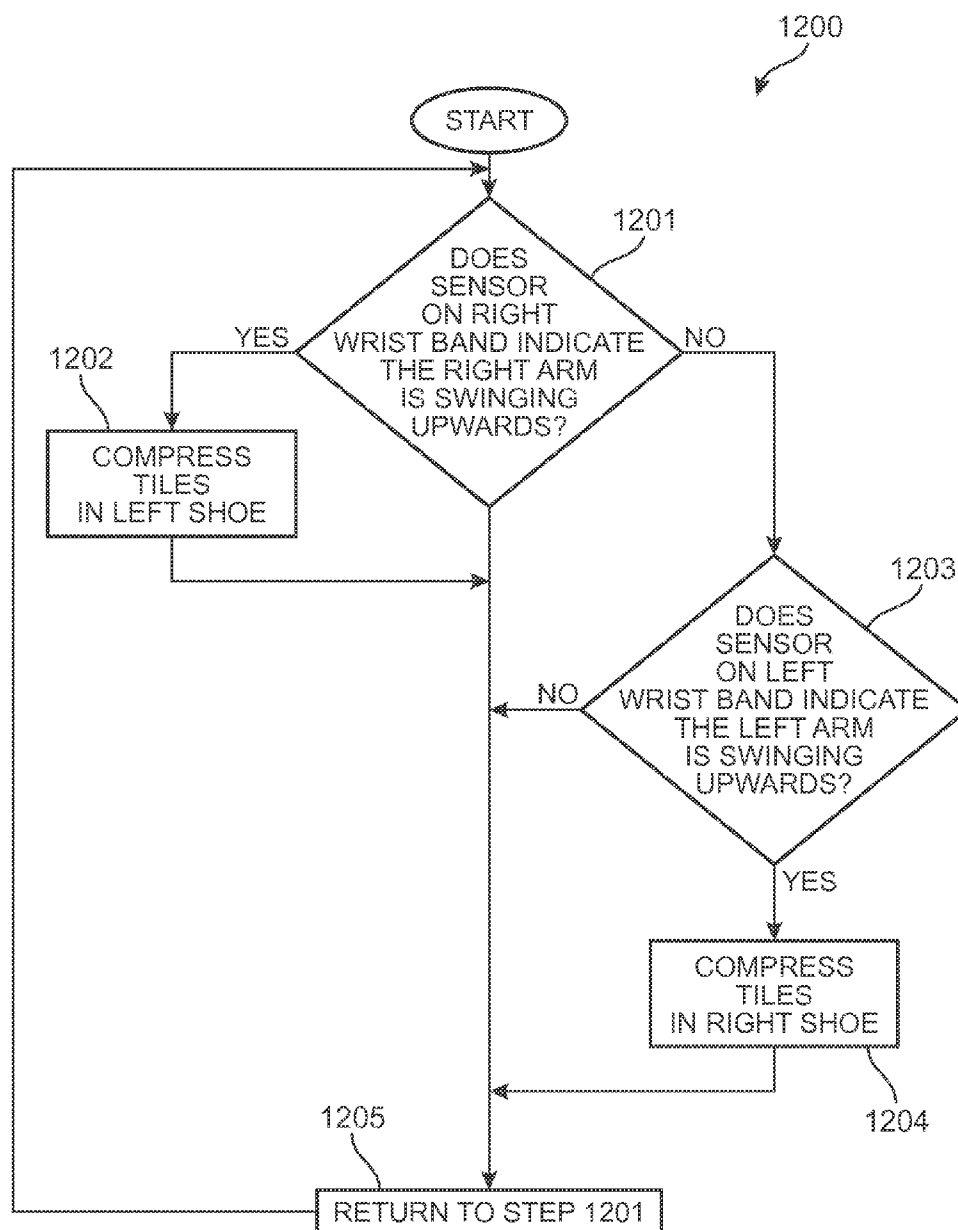 1200
START
1201
DOES
SENSOR
ON RIGHT
WRIST BAND INDICATE
THE RIGHT ARM
IS SWINGING
UPWARDS?
YES
NO
1202
COMPRESS
TILES
IN LEFT SHOE
1203
DOES
SENSOR
ON LEFT
WRIST BAND INDICATE
THE LEFT ARM
IS SWINGING
UPWARDS?
NO
YES
COMPRESS
TILES
IN RIGHT SHOE
1204
1205
RETURN TO STEP 1201